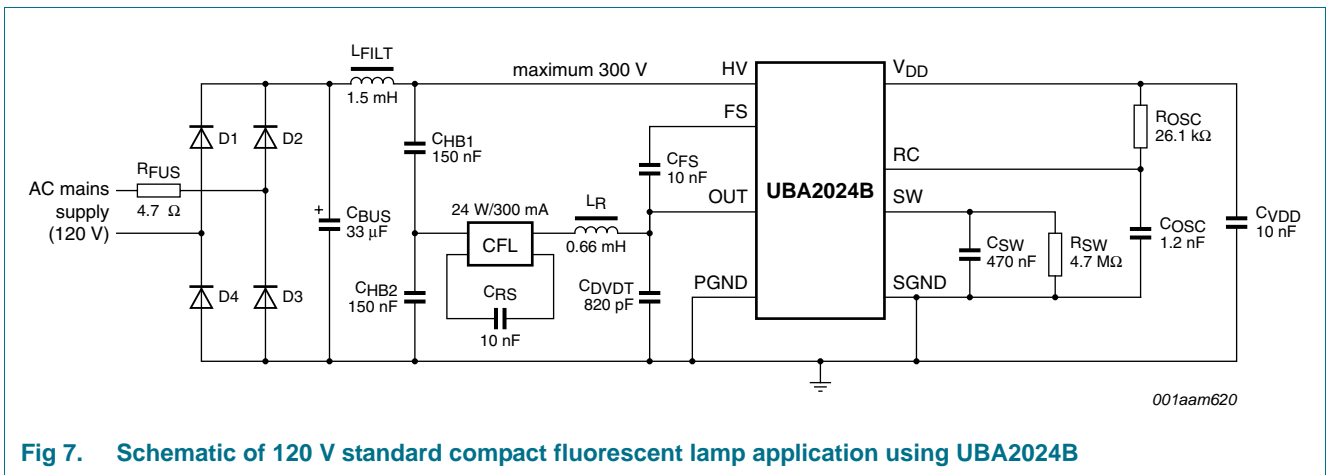 LFILT
1.5 mH
maximum 300 V
HV
VDD
FS
D1
D2
CHB1
150 nF
ROSC
26.1 kΩ
RFUS
AC mains
supply
(120 V)
4.7 Ω
CFS
10 nF
RC
UBA2024B
OUT
SW
+
CBUS
33 μF
24 W/300 mA
CFL
LR
0.66 mH
CSW
470 nF
RSW
4.7 MΩ
COSC
1.2 nF
CVDD
10 nF
D4
D3
CHB2
150 nF
CRS
10 nF
CDVDT
820 pF
PGND
SGND
001aam620
Fig 7. Schematic of 120 V standard compact fluorescent lamp application using UBA2024B